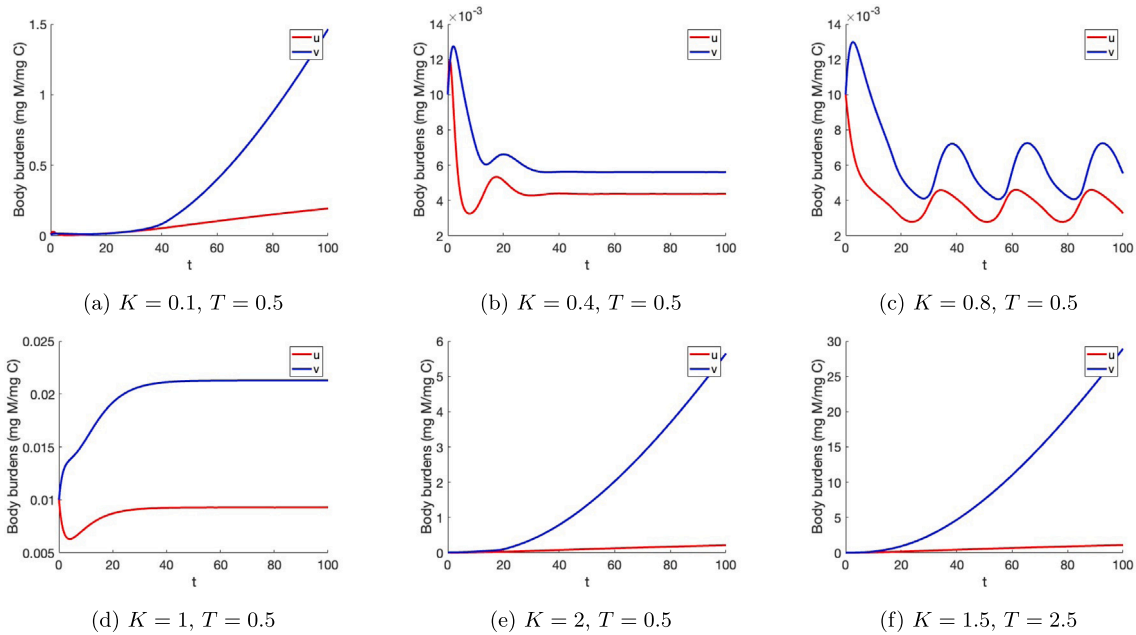 1.5
1
0.5
0
0 20 40 60 80 100
t
Body burdens (mg M/mg C)
u
v
(a) K = 0.1, T = 0.5
×10⁻³
14
12
10
8
6
4
2
0 20 40 60 80 100
t
Body burdens (mg M/mg C)
u
v
(b) K = 0.4, T = 0.5
×10⁻³
14
12
10
8
6
4
2
0 20 40 60 80 100
t
Body burdens (mg M/mg C)
u
v
(c) K = 0.8, T = 0.5
0.025
0.02
0.015
0.01
0.005
0 20 40 60 80 100
t
Body burdens (mg M/mg C)
u
v
(d) K = 1, T = 0.5
6
5
4
3
2
1
0
0 20 40 60 80 100
t
Body burdens (mg M/mg C)
u
v
(e) K = 2, T = 0.5
30
25
20
15
10
5
0
0 20 40 60 80 100
t
Body burdens (mg M/mg C)
u
v
(f) K = 1.5, T = 2.5